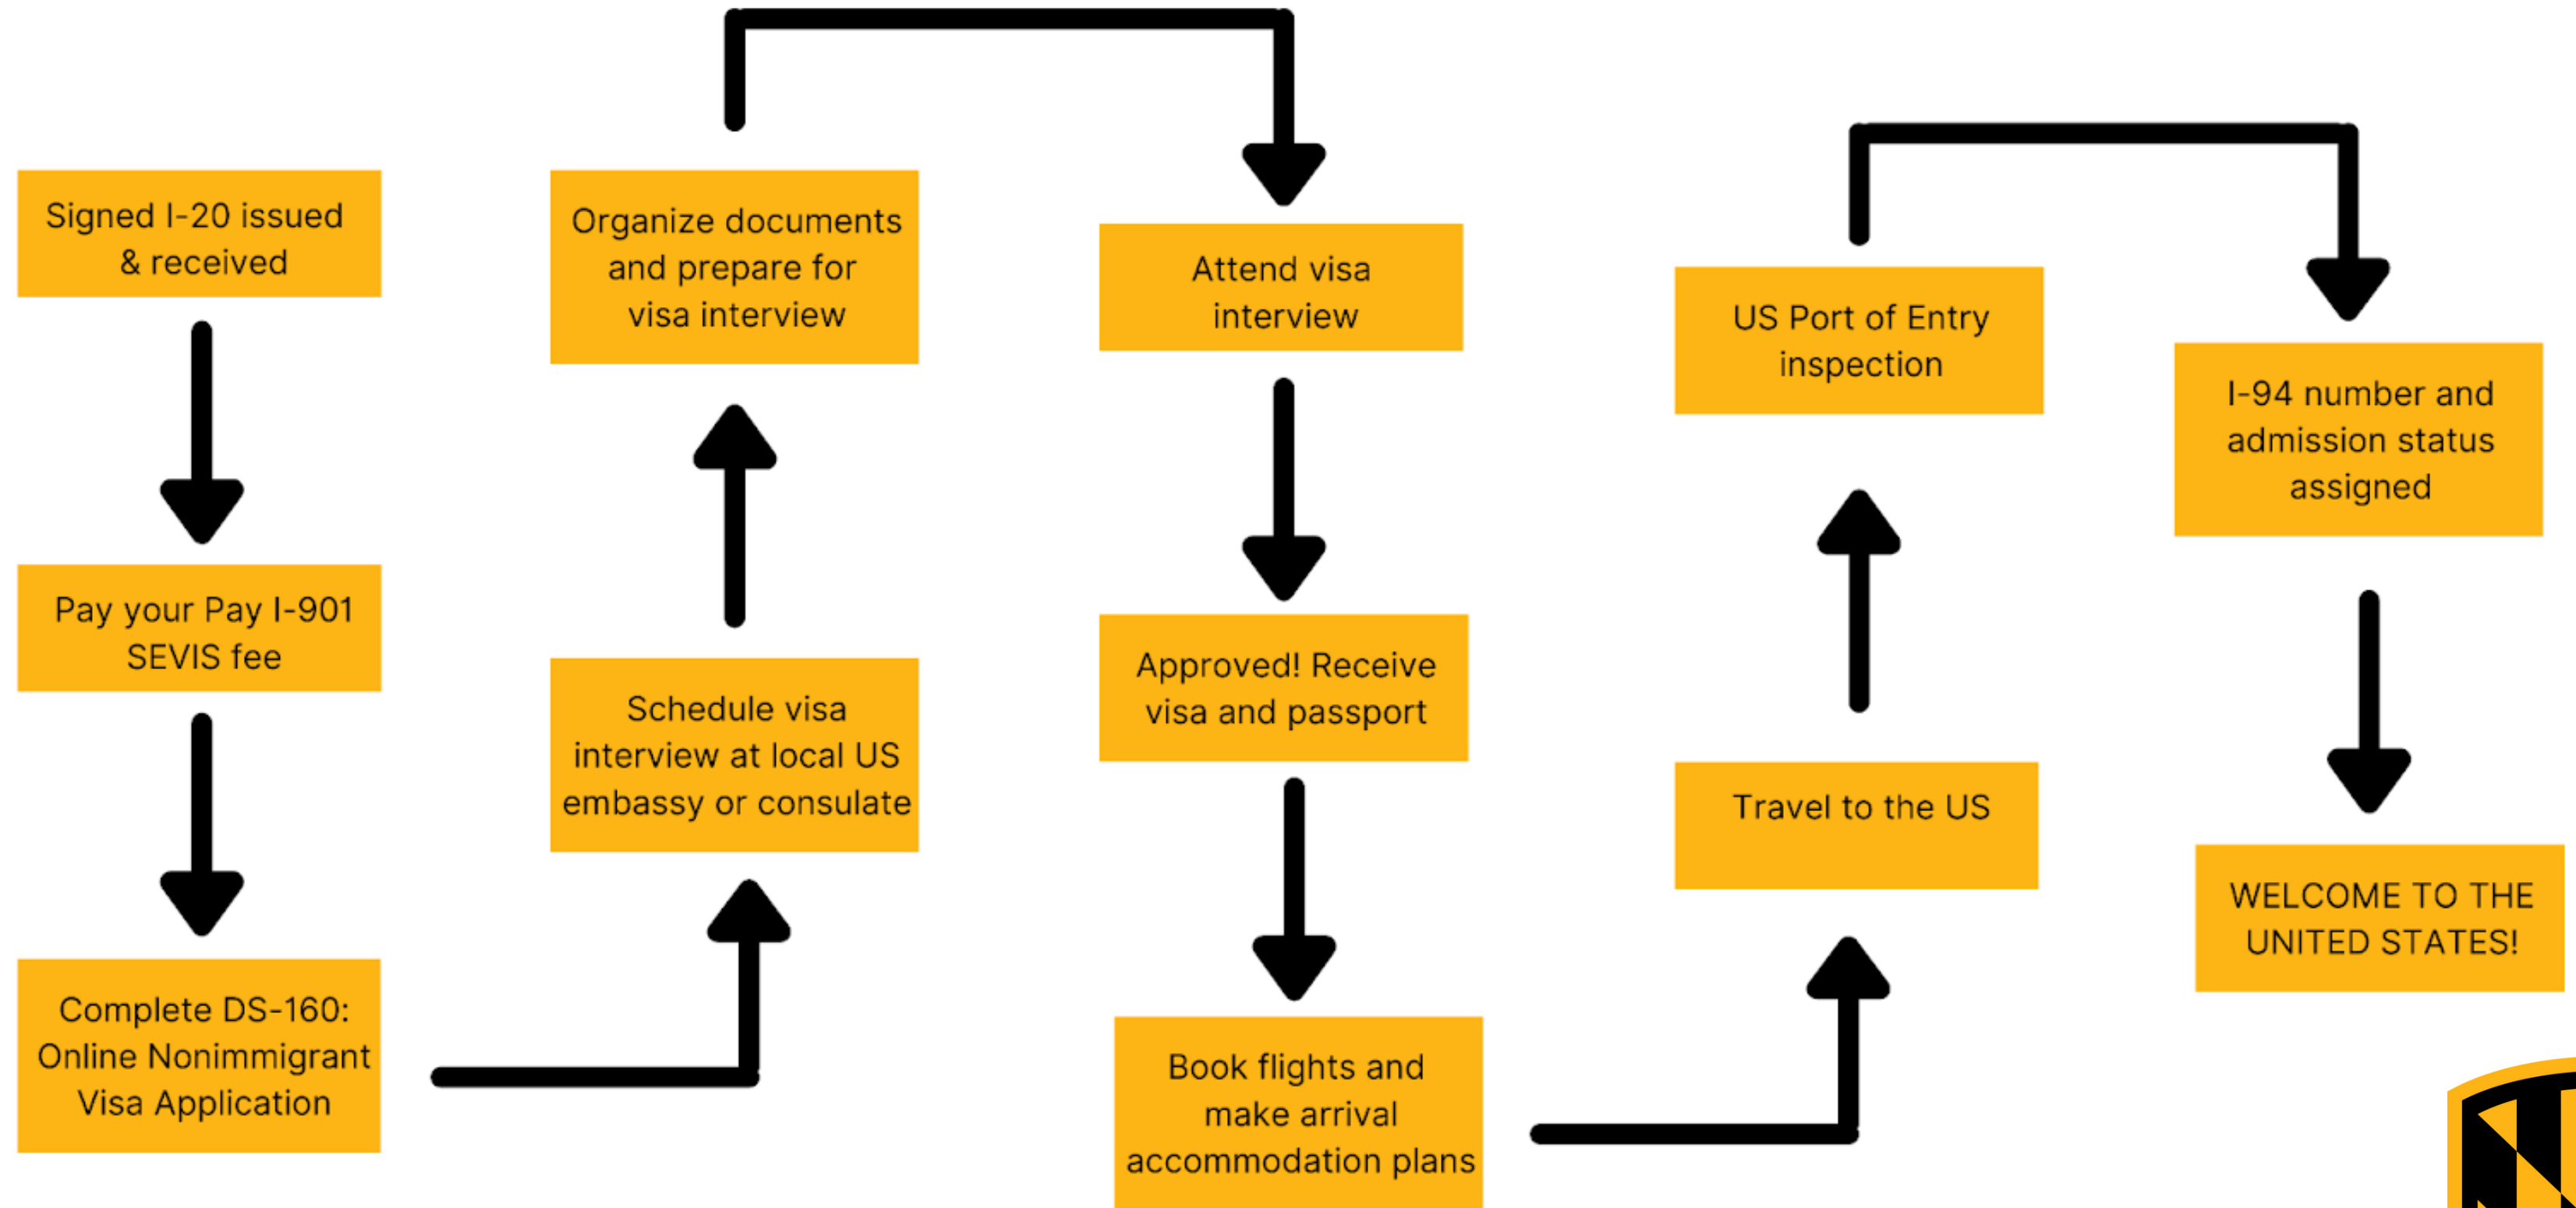 Signed I-20 issued
& received
Pay your Pay I-901
SEVIS fee
Complete DS-160:
Online Nonimmigrant
Visa Application
Schedule visa
interview at local US
embassy or consulate
Organize documents
and prepare for
visa interview
Attend visa
interview
Approved! Receive
visa and passport
Book flights and
make arrival
accommodation plans
Travel to the US
US Port of Entry
inspection
I-94 number and
admission status
assigned
WELCOME TO THE
UNITED STATES!